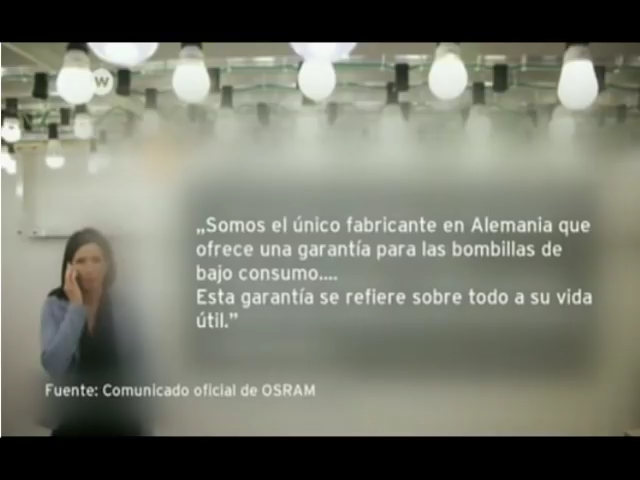 W
„Somos el único fabricante en Alemania que
ofrece una garantía para las bombillas de
bajo consumo....
Esta garantía se refiere sobre todo a su vida
útil.”
Fuente: Comunicado oficial de OSRAM